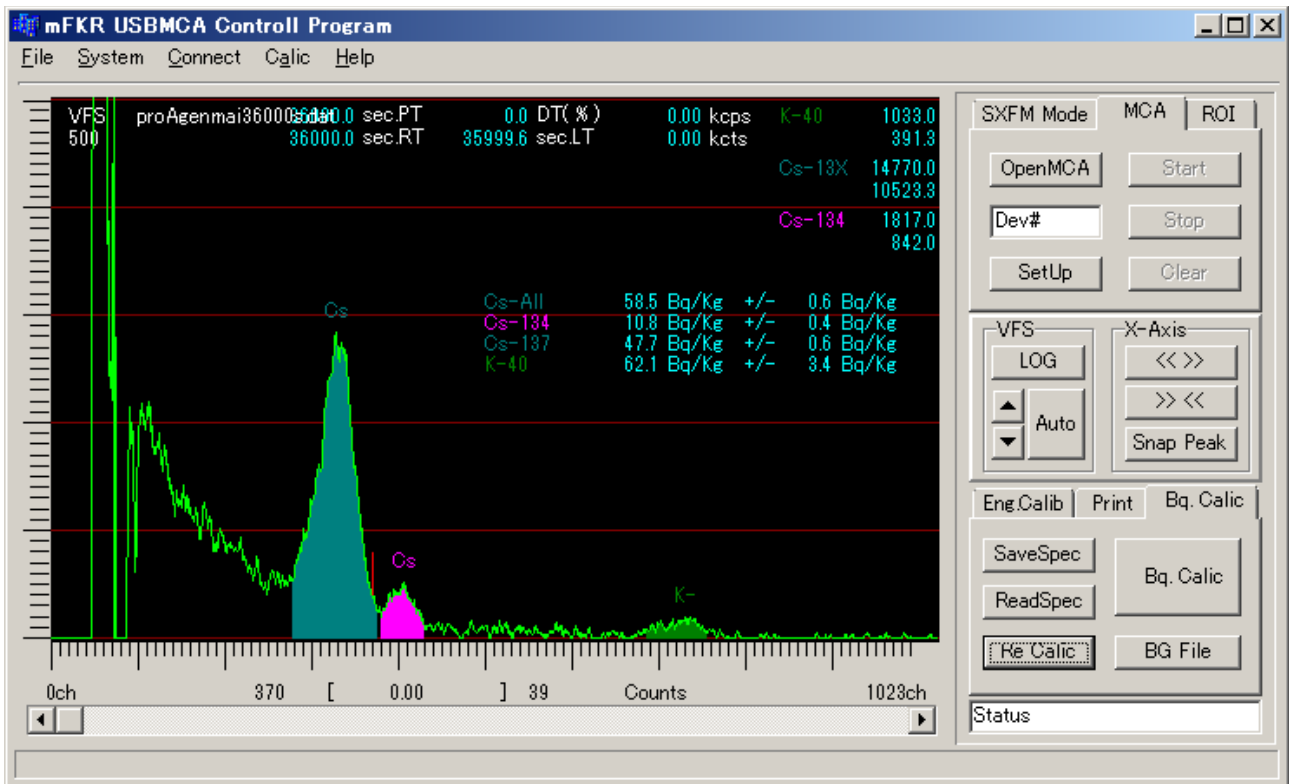 mFKR USBMCA Controll Program
File System Connect Calic Help
VFS proAgenmai36000s.dat 36000.0 sec.PT 0.0 DT(%) 0.00 kcps K-40 1033.0
500 36000.0 sec.RT 35999.6 sec.LT 0.00 kcts 391.3
Cs-13X 14770.0
10523.3
Cs-134 1817.0
842.0
Cs-All 58.5 Bq/Kg +/- 0.6 Bq/Kg
Cs-134 10.8 Bq/Kg +/- 0.4 Bq/Kg
Cs-137 47.7 Bq/Kg +/- 0.6 Bq/Kg
K-40 62.1 Bq/Kg +/- 3.4 Bq/Kg
Cs
Cs
K-
0ch 370 [ 0.00 ] 39 Counts 1023ch
SXFM Mode MCA ROI
OpenMCA Start
Dev# Stop
SetUp Clear
VFS X-Axis
LOG << >>
Auto >> <<
Snap Peak
Eng.Calib Print Bq. Calic
SaveSpec Bq. Calic
ReadSpec
Re Calic BG File
Status